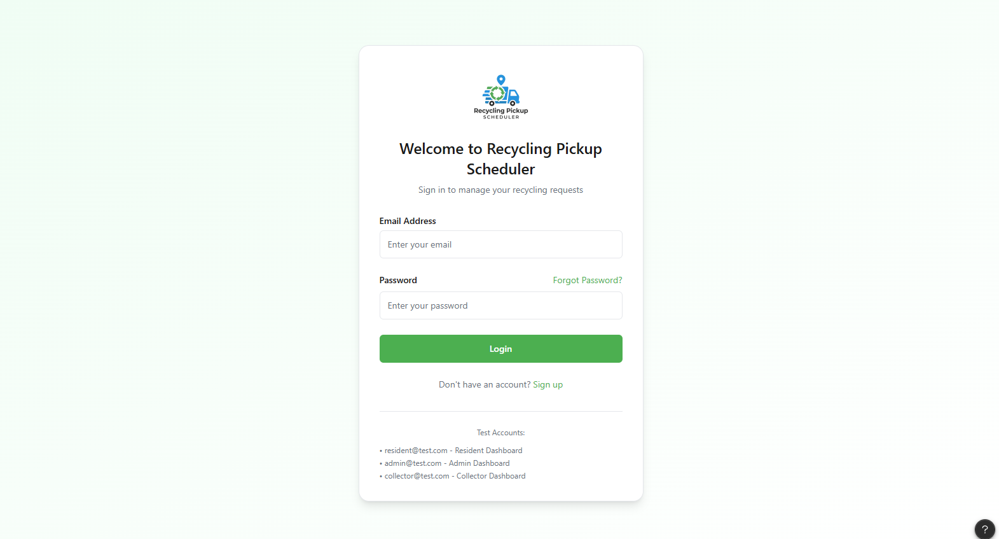 Recycling Pickup
SCHEDULER
Welcome to Recycling Pickup
Scheduler
Sign in to manage your recycling requests
Email Address
Enter your email
Password Forgot Password?
Enter your password
Login
Don't have an account? Sign up
Test Accounts:
• resident@test.com - Resident Dashboard
• admin@test.com - Admin Dashboard
• collector@test.com - Collector Dashboard
?